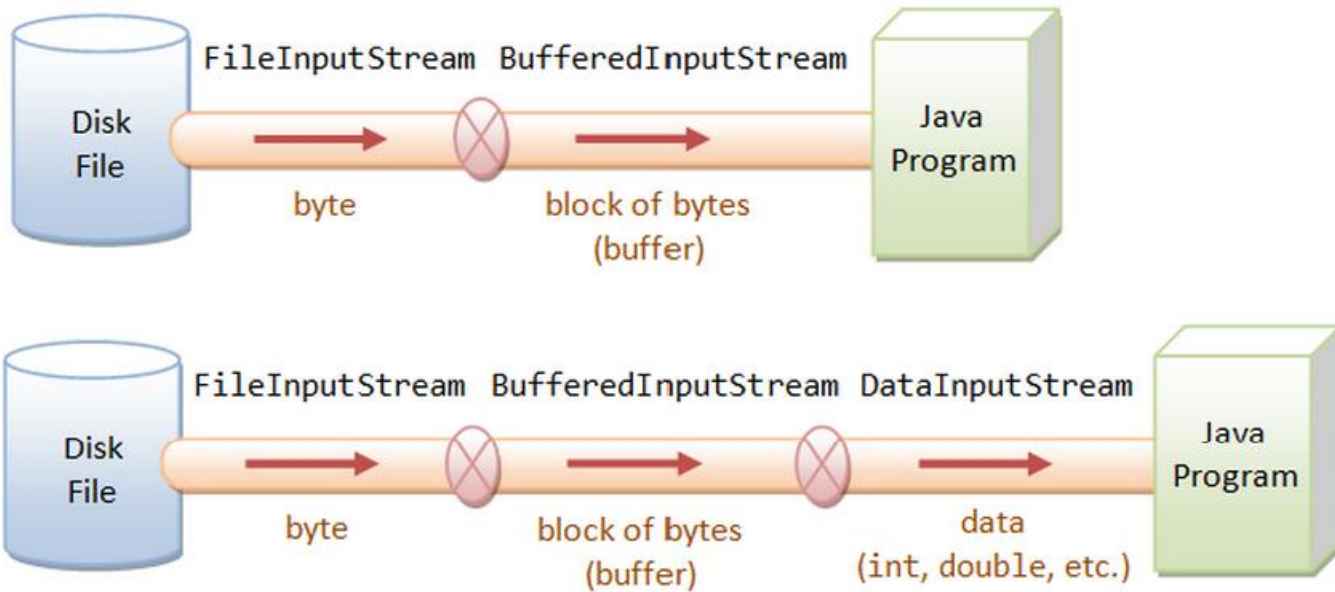 FileInputStream BufferedInputStream
Disk
File
Java
Program
byte
block of bytes
(buffer)
FileInputStream BufferedInputStream DataInputStream
Disk
File
Java
Program
byte
block of bytes
(buffer)
data
(int, double, etc.)